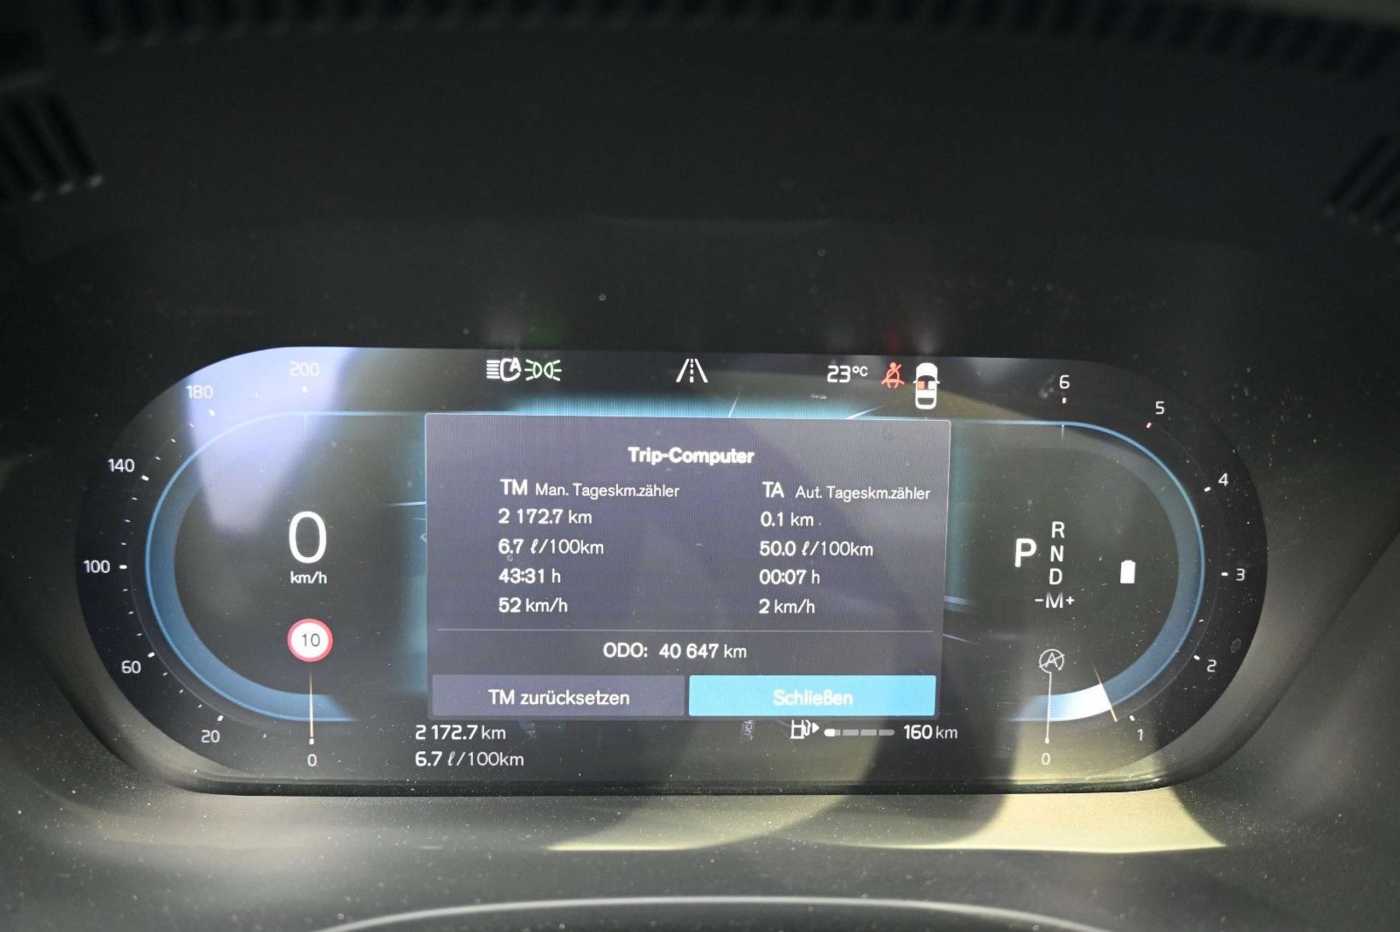 200
180
140
100
60
20
0
A
23°C
6
5
4
3
2
1
0
Trip-Computer
TM Man. Tageskm.zähler
2 172.7 km
6.7 ℓ/100km
43:31 h
52 km/h
TA Aut. Tageskm.zähler
0.1 km
50.0 ℓ/100km
00:07 h
2 km/h
ODO: 40 647 km
TM zurücksetzen
Schließen
0
km/h
10
P
R
N
D
-M+
A
2 172.7 km
6.7 ℓ/100km
160 km